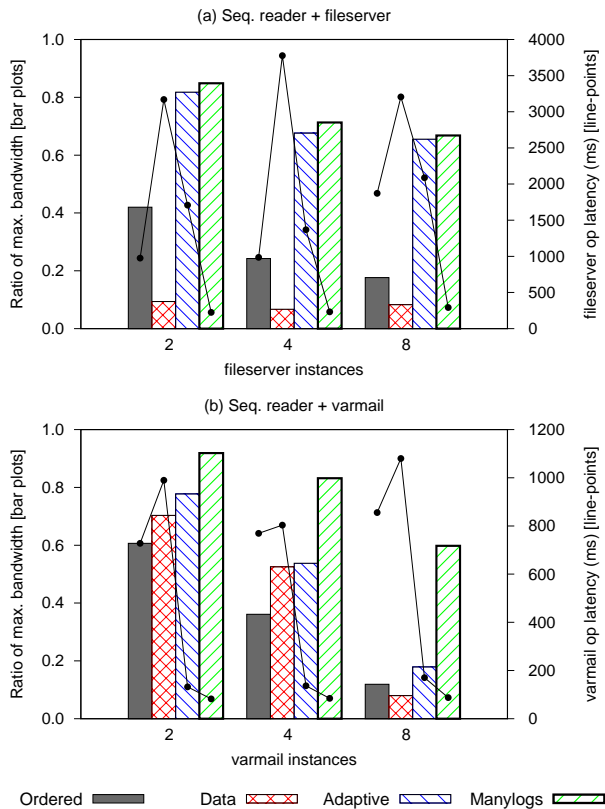 (a) Seq. reader + fileserver
Ratio of max. bandwidth [bar plots]
1.0
0.8
0.6
0.4
0.2
0.0
4000
3500
3000
2500
2000
1500
1000
500
0
fileserver op latency (ms) [line-points]
2 4 8
fileserver instances
(b) Seq. reader + varmail
Ratio of max. bandwidth [bar plots]
1.0
0.8
0.6
0.4
0.2
0.0
1200
1000
800
600
400
200
0
varmail op latency (ms) [line-points]
2 4 8
varmail instances
Ordered Data Adaptive Manylogs